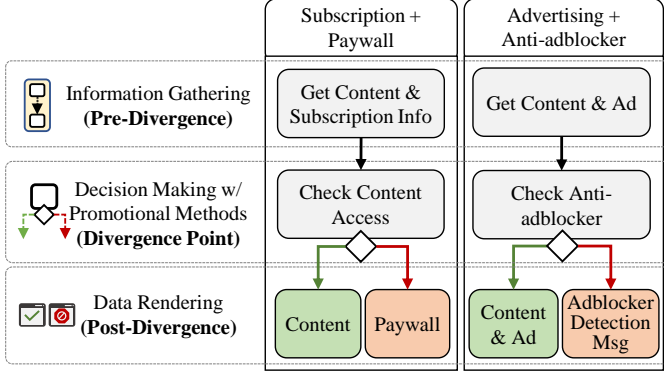 Subscription +
Paywall
Advertising +
Anti-adblocker
Information Gathering
(Pre-Divergence)
Get Content &
Subscription Info
Get Content & Ad
Decision Making w/
Promotional Methods
(Divergence Point)
Check Content
Access
Check Anti-
adblocker
Data Rendering
(Post-Divergence)
Content
Paywall
Content
& Ad
Adblocker
Detection
Msg